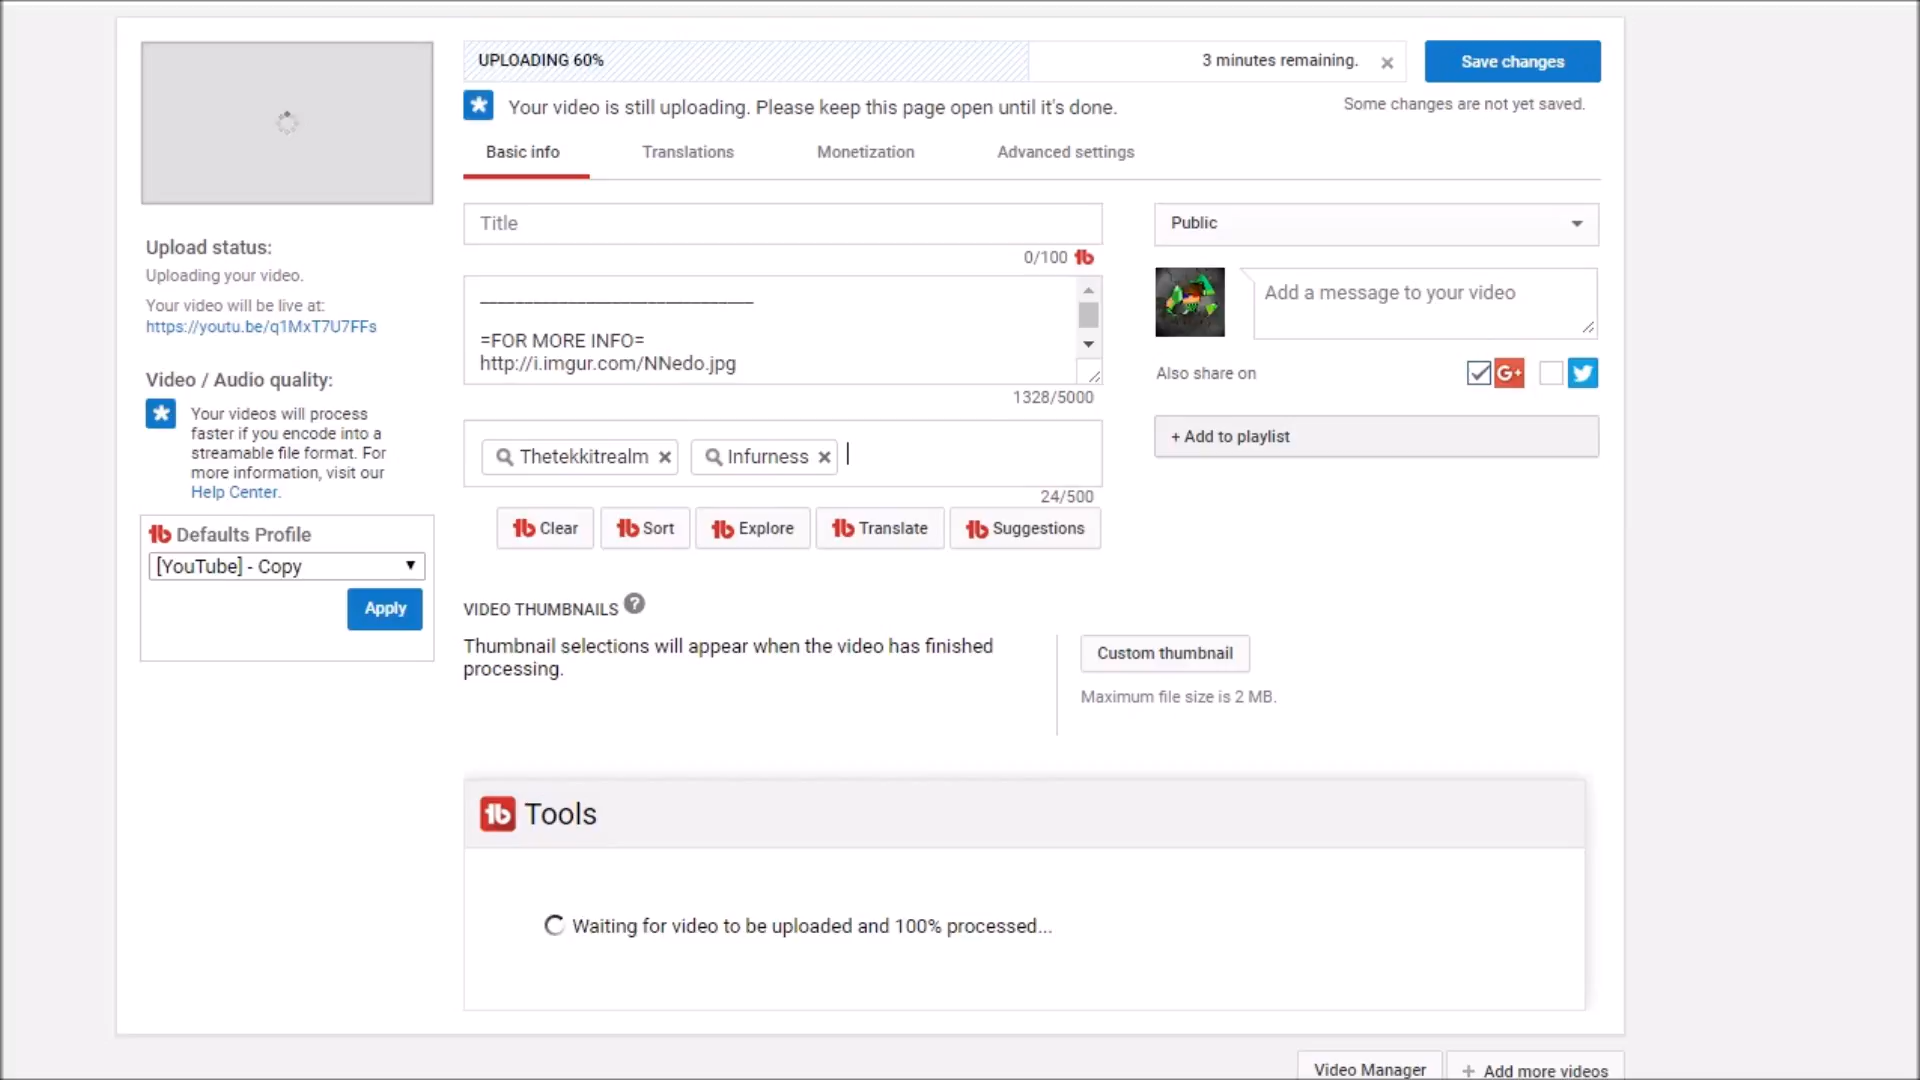 UPLOADING 60%
3 minutes remaining.
Save changes
Your video is still uploading. Please keep this page open until it's done.
Some changes are not yet saved.
Basic info
Translations
Monetization
Advanced settings
Title
0/100
Public
Upload status:
Uploading your video.
Your video will be live at:
https://youtu.be/q1MxT7U7FFs
=FOR MORE INFO=
http://i.imgur.com/NNedo.jpg
1328/5000
Add a message to your video
Also share on
G+
Video / Audio quality:
Your videos will process
faster if you encode into a
streamable file format. For
more information, visit our
Help Center.
+ Add to playlist
Thetekkitrealm
Infurness
24/500
Clear
Sort
Explore
Translate
Suggestions
Defaults Profile
[YouTube] - Copy
Apply
VIDEO THUMBNAILS ?
Thumbnail selections will appear when the video has finished
processing.
Custom thumbnail
Maximum file size is 2 MB.
Tools
Waiting for video to be uploaded and 100% processed...
Video Manager
+ Add more videos